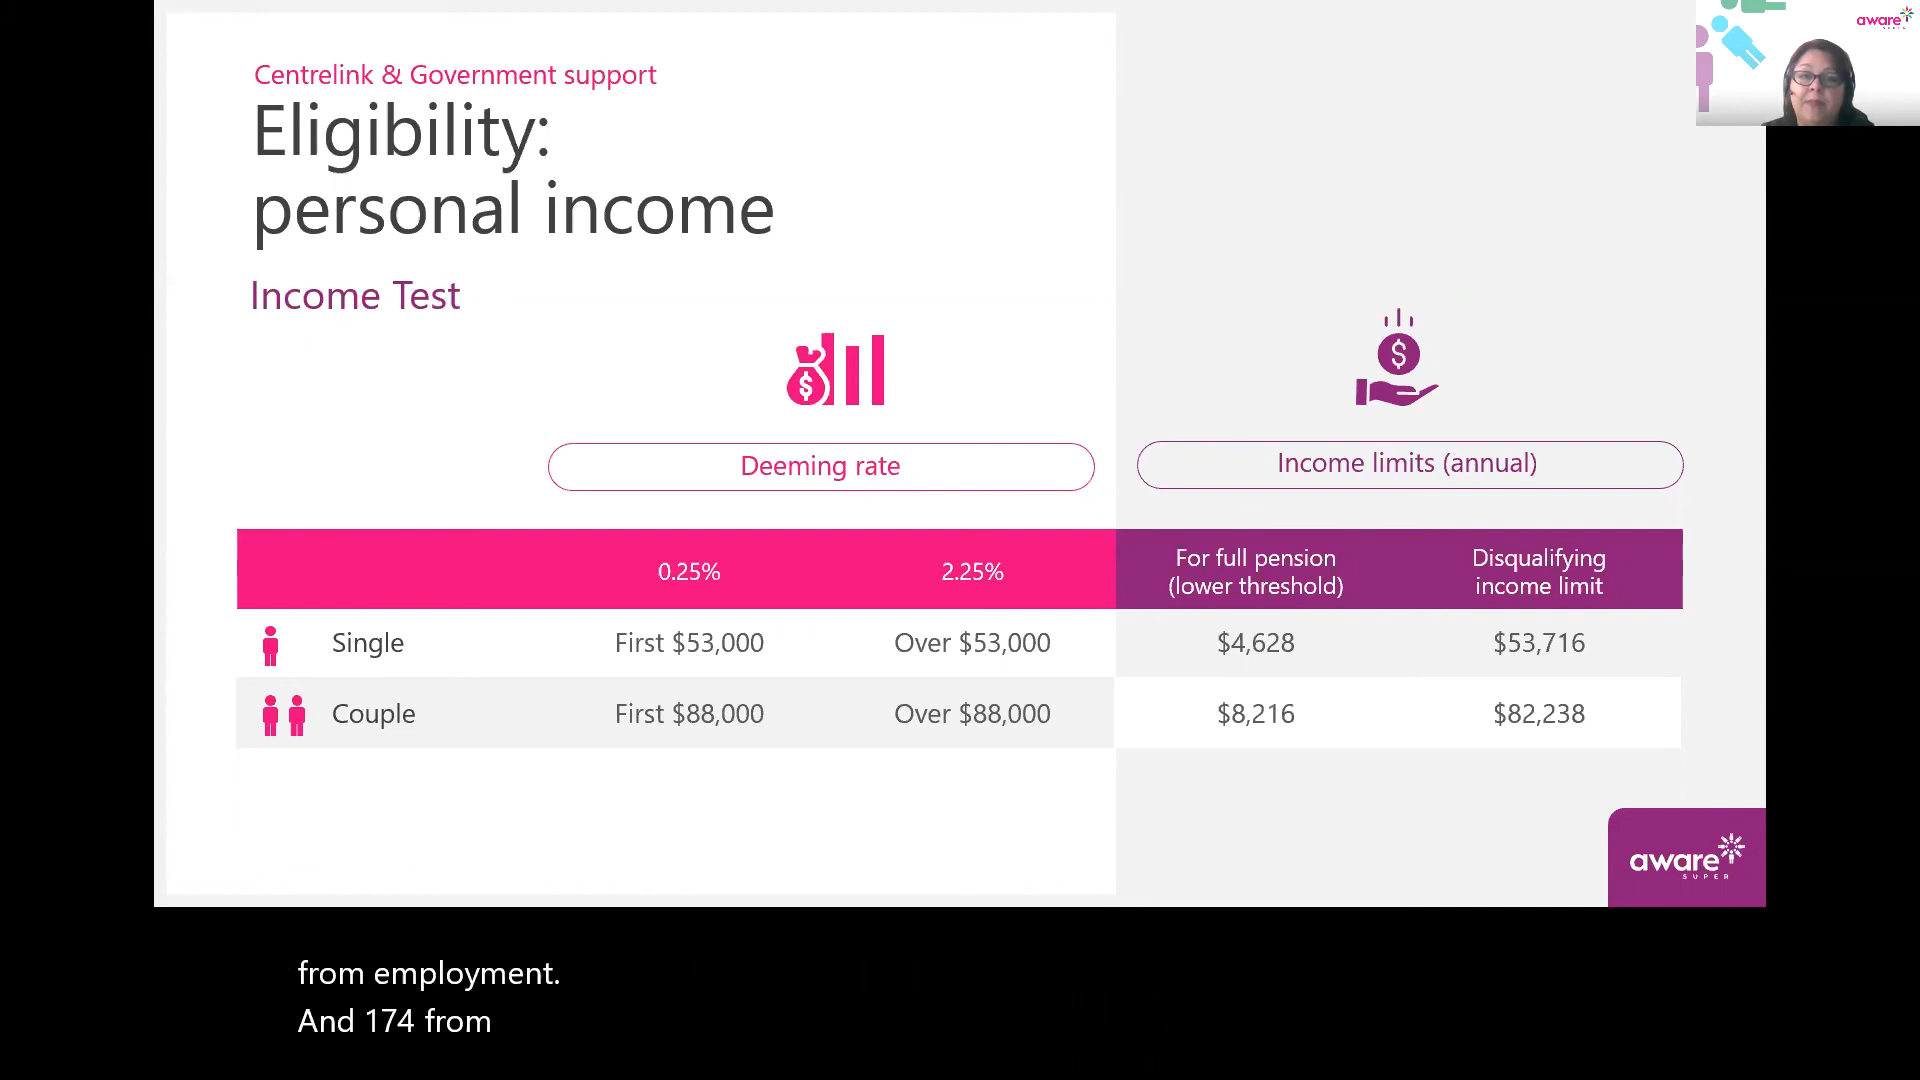 aware
SUPER
Centrelink & Government support
Eligibility:
personal income
Income Test
$
$
Deeming rate
Income limits (annual)
0.25%
2.25%
For full pension
(lower threshold)
Disqualifying
income limit
Single
First $53,000
Over $53,000
$4,628
$53,716
Couple
First $88,000
Over $88,000
$8,216
$82,238
aware
SUPER
from employment.
And 174 from